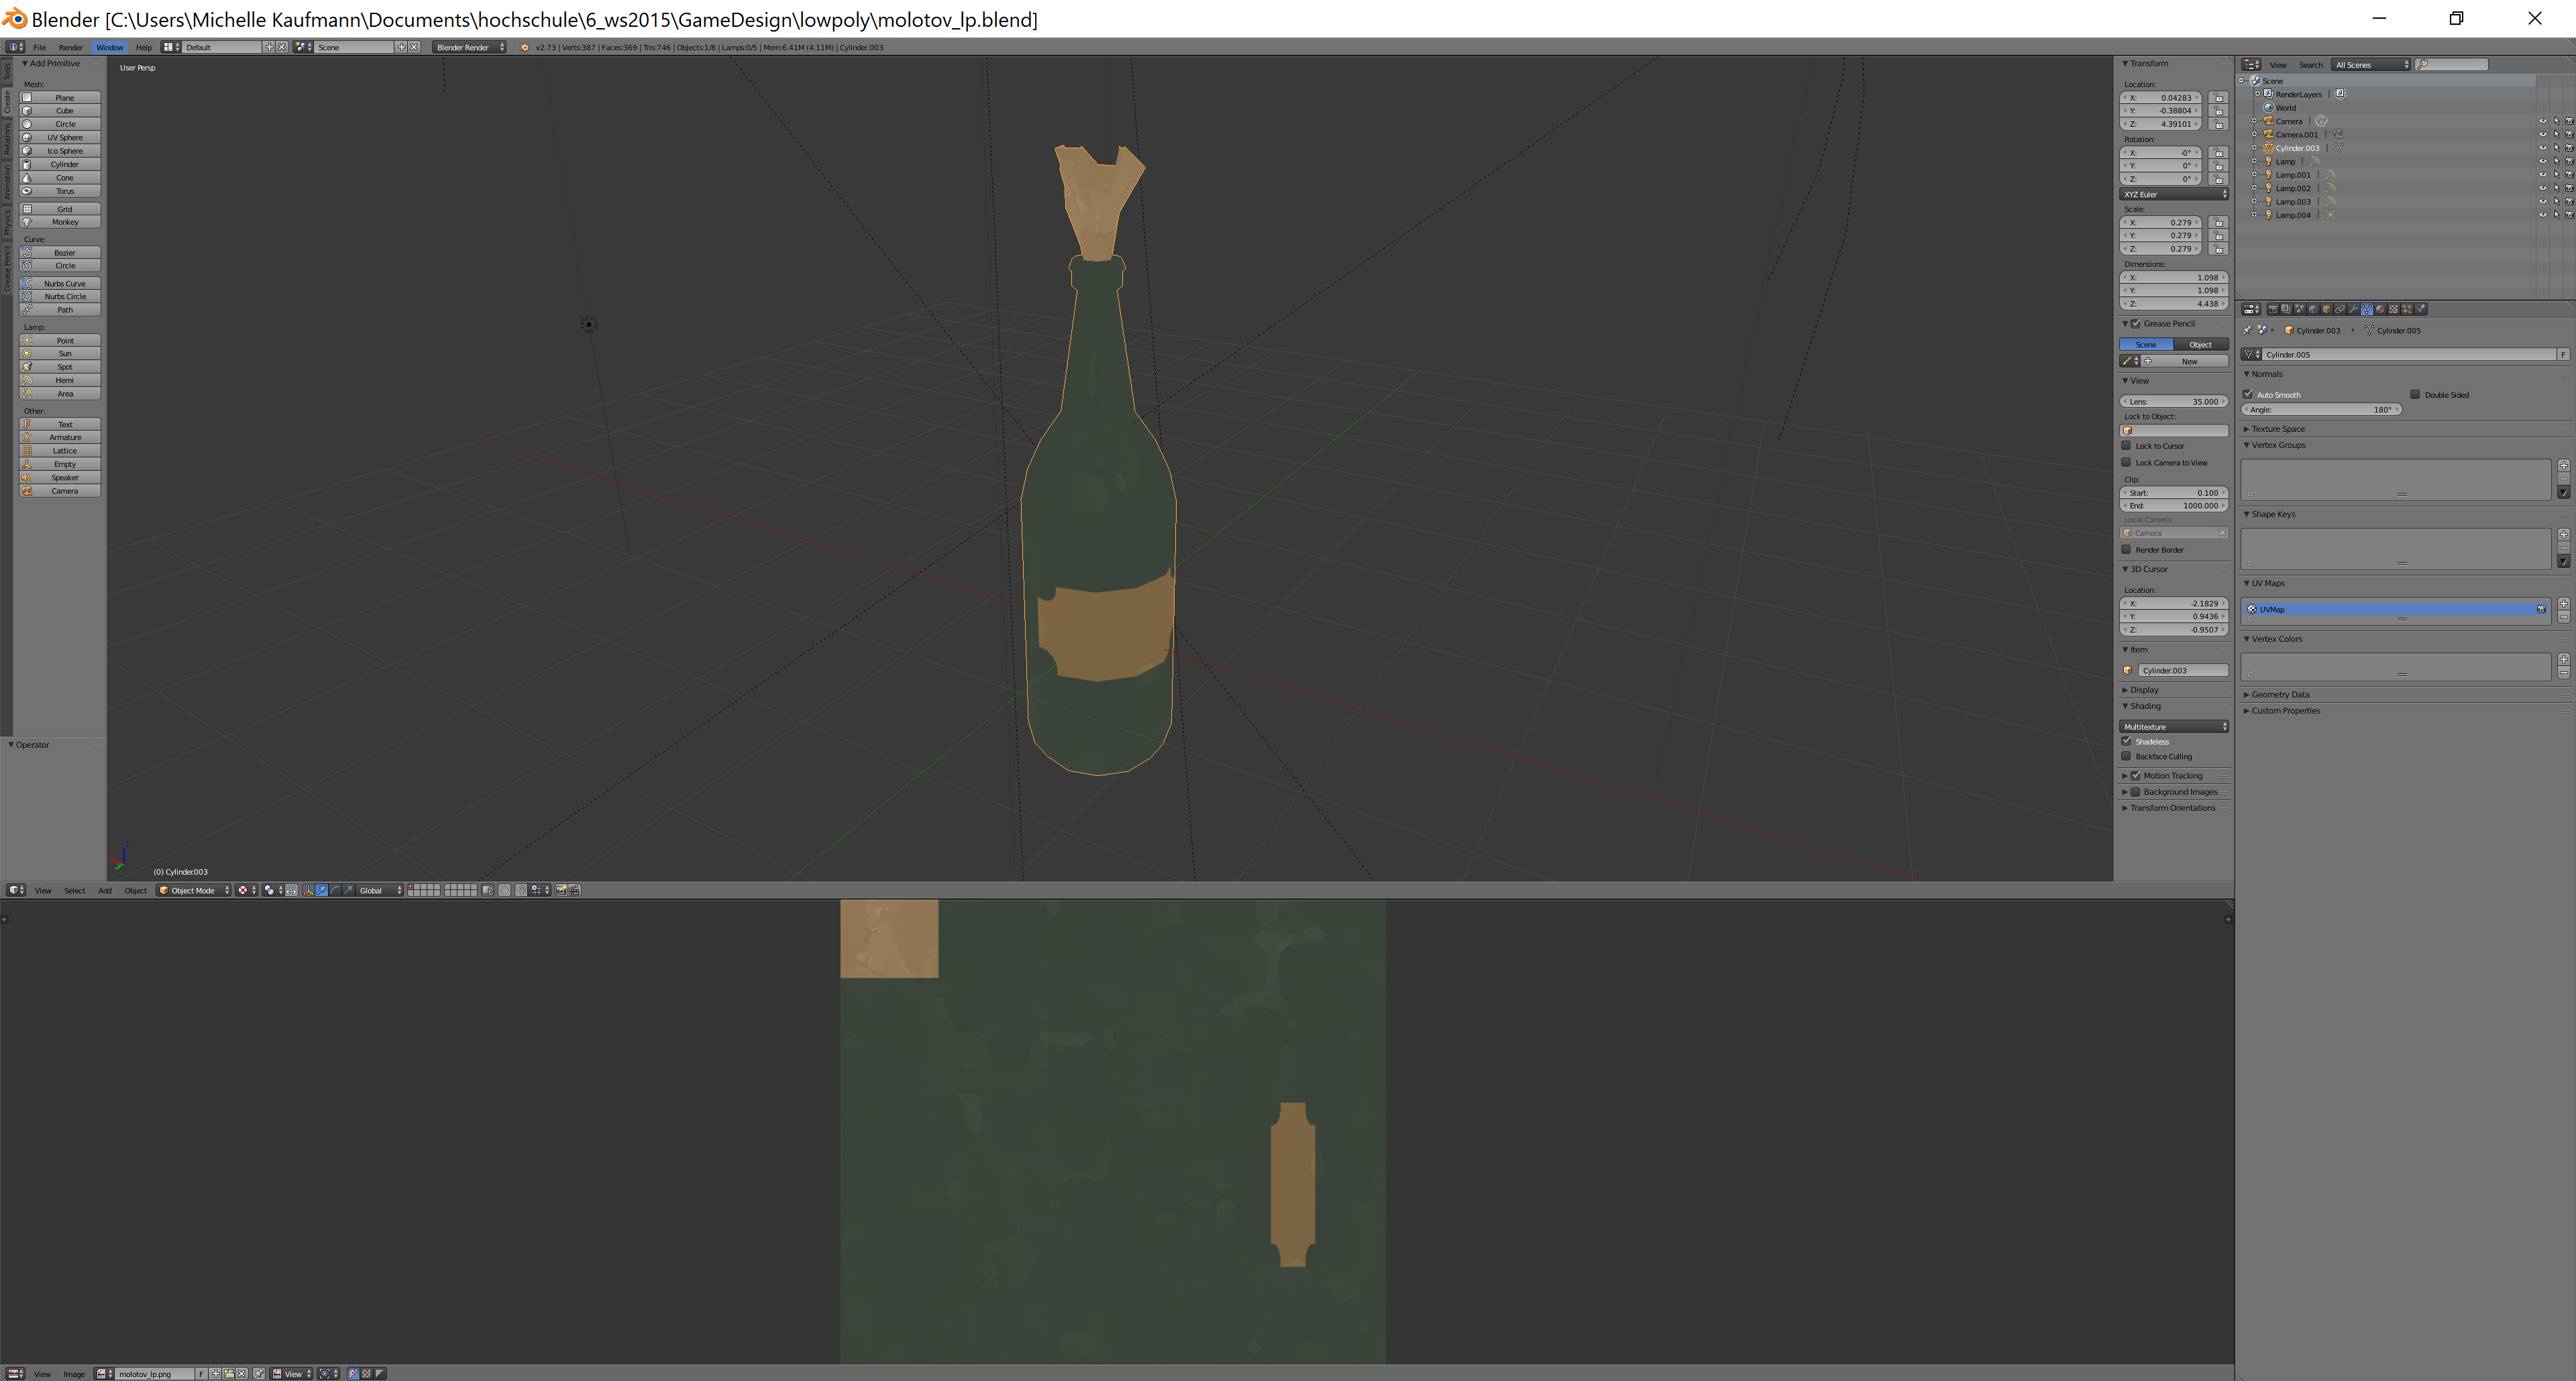 Blender [C:\Users\Michelle Kaufmann\Documents\hochschule\6_ws2015\GameDesign\lowpoly\molotov_lp.blend]
File Render Window Help Default Scene Blender Render v2.73 | Verts:387 | Faces:369 | Tris:746 | Objects:1/8 | Lamps:0/5 | Mem:6.41M (4.11M) | Cylinder.003
Tools
Create
Relations
Animation
Physics
Grease Pencil
Add Primitive
Mesh:
Plane
Cube
Circle
UV Sphere
Ico Sphere
Cylinder
Cone
Torus
Grid
Monkey
Curve:
Bezier
Circle
Nurbs Curve
Nurbs Circle
Path
Lamp:
Point
Sun
Spot
Hemi
Area
Other:
Text
Armature
Lattice
Empty
Speaker
Camera
Operator
User Persp
(0) Cylinder.003
View Select Add Object Object Mode Global
Transform
Location:
X: 0.04283
Y: -0.38804
Z: 4.39101
Rotation:
X: -0°
Y: 0°
Z: 0°
XYZ Euler
Scale:
X: 0.279
Y: 0.279
Z: 0.279
Dimensions:
X: 1.098
Y: 1.098
Z: 4.438
Grease Pencil
Scene Object
New
View
Lens: 35.000
Lock to Object:
Lock to Cursor
Lock Camera to View
Clip:
Start: 0.100
End: 1000.000
Local Camera:
Camera
Render Border
3D Cursor
Location:
X: -2.1829
Y: 0.9436
Z: -0.9507
Item
Cylinder.003
Display
Shading
Multitexture
Shadeless
Backface Culling
Motion Tracking
Background Images
Transform Orientations
View Search All Scenes
Scene
RenderLayers |
World
Camera |
Camera.001 |
Cylinder.003 |
Lamp |
Lamp.001 |
Lamp.002 |
Lamp.003 |
Lamp.004 |
Cylinder.003 Cylinder.005
Cylinder.005 F
Normals
Auto Smooth Double Sided
Angle: 180°
Texture Space
Vertex Groups
Shape Keys
UV Maps
UVMap
Vertex Colors
Geometry Data
Custom Properties
View Image molotov_lp.png F View